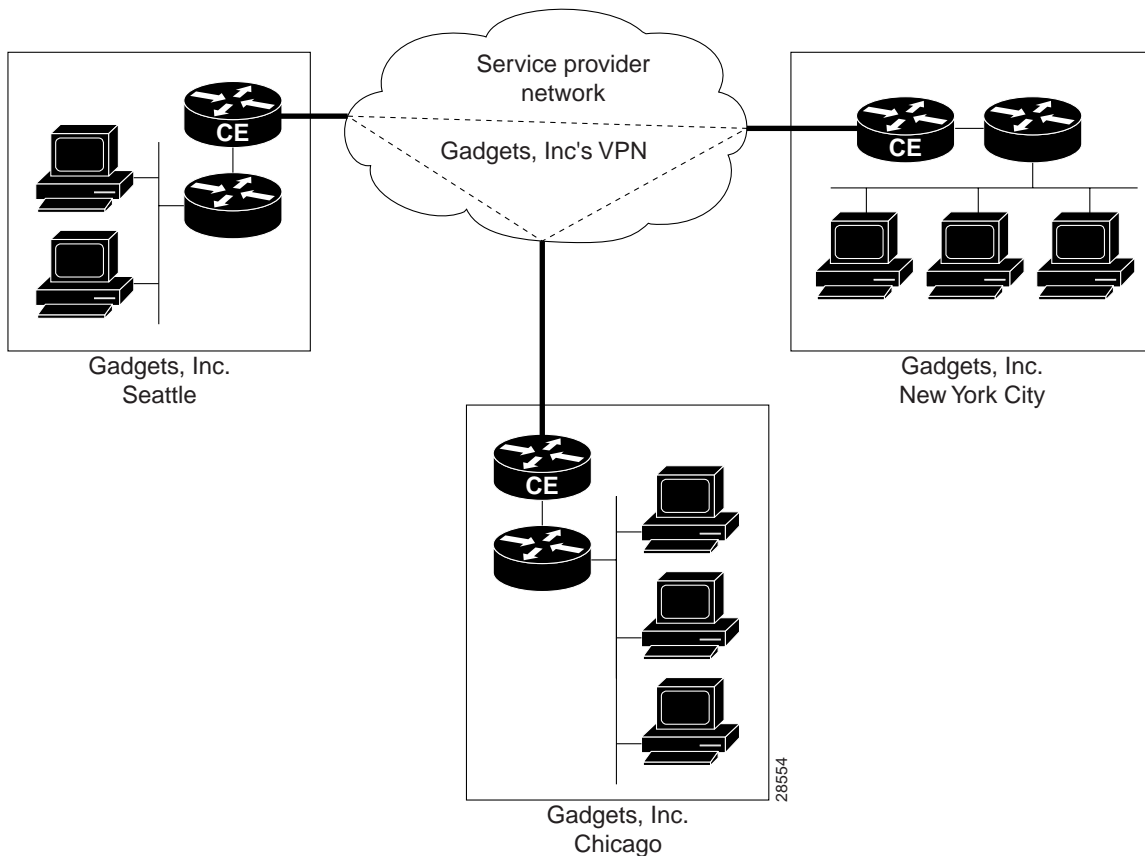 Service provider
network
Gadgets, Inc's VPN
CE
CE
Gadgets, Inc.
Seattle
Gadgets, Inc.
New York City
CE
28554
Gadgets, Inc.
Chicago